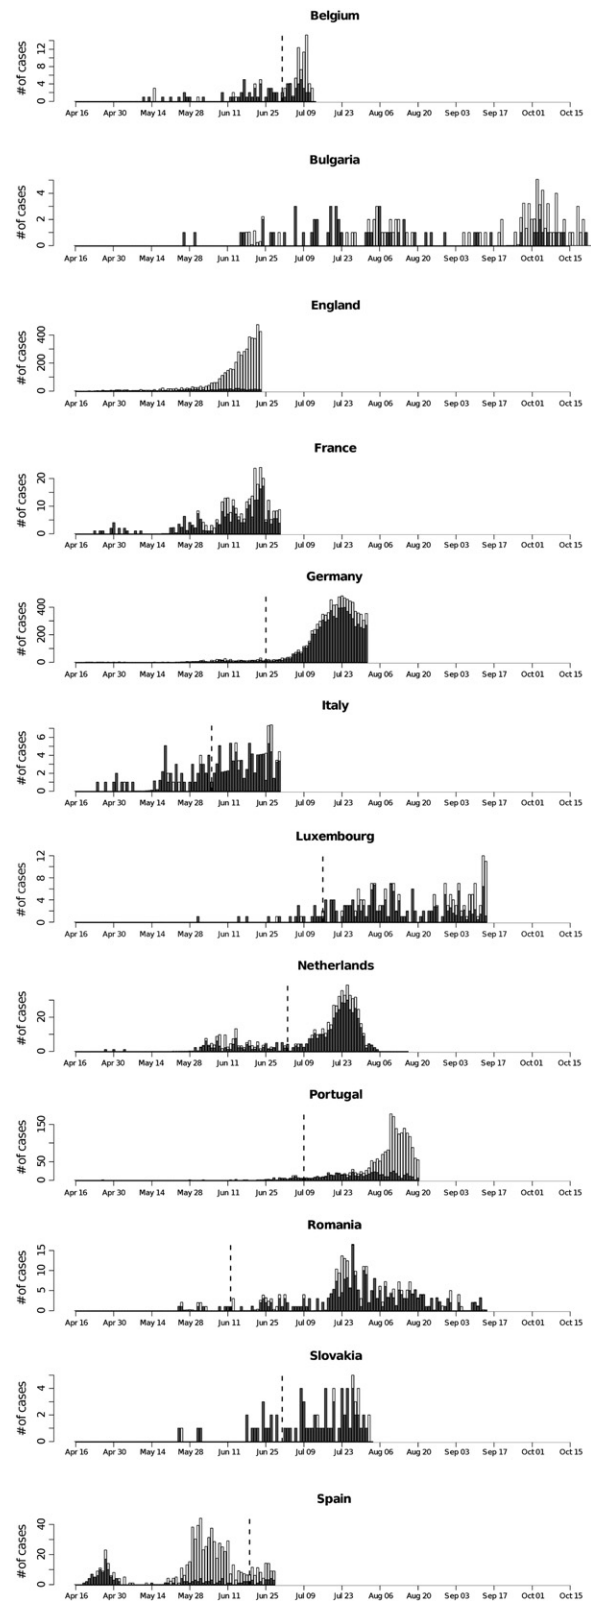 Belgium
# of cases
0 4 8 12
Apr 16 Apr 30 May 14 May 28 Jun 11 Jun 25 Jul 09 Jul 23 Aug 06 Aug 20 Sep 03 Sep 17 Oct 01 Oct 15
Bulgaria
# of cases
0 2 4
Apr 16 Apr 30 May 14 May 28 Jun 11 Jun 25 Jul 09 Jul 23 Aug 06 Aug 20 Sep 03 Sep 17 Oct 01 Oct 15
England
# of cases
0 200 400
Apr 16 Apr 30 May 14 May 28 Jun 11 Jun 25 Jul 09 Jul 23 Aug 06 Aug 20 Sep 03 Sep 17 Oct 01 Oct 15
France
# of cases
0 10 20
Apr 16 Apr 30 May 14 May 28 Jun 11 Jun 25 Jul 09 Jul 23 Aug 06 Aug 20 Sep 03 Sep 17 Oct 01 Oct 15
Germany
# of cases
0 200 400
Apr 16 Apr 30 May 14 May 28 Jun 11 Jun 25 Jul 09 Jul 23 Aug 06 Aug 20 Sep 03 Sep 17 Oct 01 Oct 15
Italy
# of cases
0 2 4 6
Apr 16 Apr 30 May 14 May 28 Jun 11 Jun 25 Jul 09 Jul 23 Aug 06 Aug 20 Sep 03 Sep 17 Oct 01 Oct 15
Luxembourg
# of cases
0 4 8 12
Apr 16 Apr 30 May 14 May 28 Jun 11 Jun 25 Jul 09 Jul 23 Aug 06 Aug 20 Sep 03 Sep 17 Oct 01 Oct 15
Netherlands
# of cases
0 20
Apr 16 Apr 30 May 14 May 28 Jun 11 Jun 25 Jul 09 Jul 23 Aug 06 Aug 20 Sep 03 Sep 17 Oct 01 Oct 15
Portugal
# of cases
0 50 150
Apr 16 Apr 30 May 14 May 28 Jun 11 Jun 25 Jul 09 Jul 23 Aug 06 Aug 20 Sep 03 Sep 17 Oct 01 Oct 15
Romania
# of cases
0 5 10 15
Apr 16 Apr 30 May 14 May 28 Jun 11 Jun 25 Jul 09 Jul 23 Aug 06 Aug 20 Sep 03 Sep 17 Oct 01 Oct 15
Slovakia
# of cases
0 2 4
Apr 16 Apr 30 May 14 May 28 Jun 11 Jun 25 Jul 09 Jul 23 Aug 06 Aug 20 Sep 03 Sep 17 Oct 01 Oct 15
Spain
# of cases
0 20 40
Apr 16 Apr 30 May 14 May 28 Jun 11 Jun 25 Jul 09 Jul 23 Aug 06 Aug 20 Sep 03 Sep 17 Oct 01 Oct 15